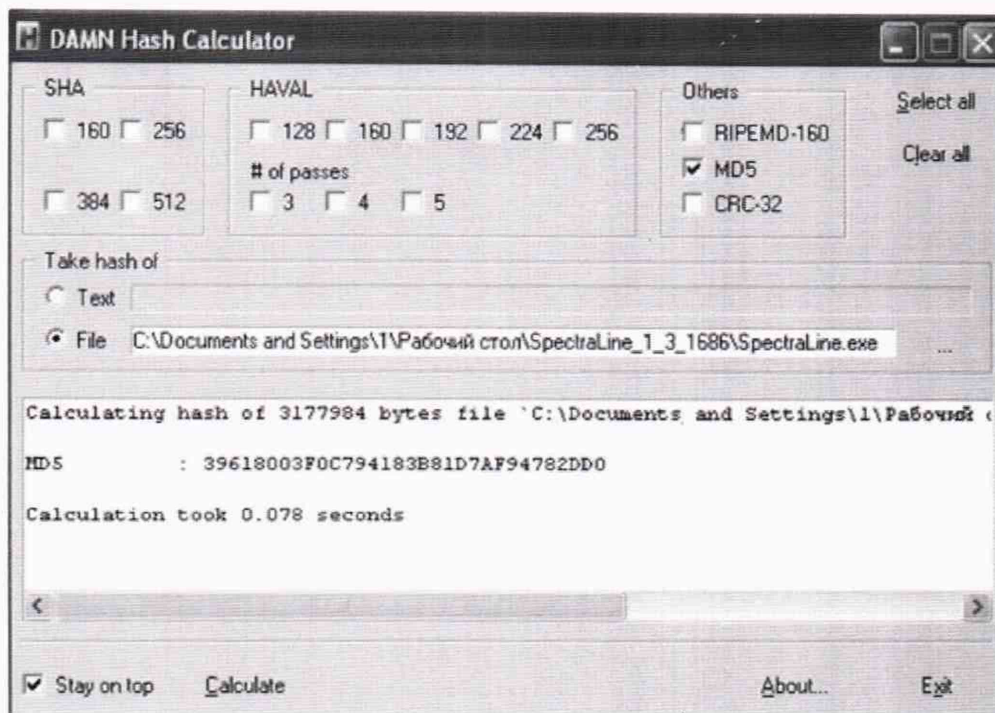 DAMN Hash Calculator
SHA
160 256
384 512
HAVAL
128 160 192 224 256
# of passes
3 4 5
Others
RIPEMD-160
MD5
CRC-32
Select all
Clear all
Take hash of
Text
File C:\Documents and Settings\1\Рабочий стол\SpectraLine_1_3_1686\SpectraLine.exe ...
Calculating hash of 3177984 bytes file `C:\Documents and Settings\1\Рабочий
MD5 : 39618003F0C794183B81D7AF94782DD0
Calculation took 0.078 seconds
Stay on top Calculate About... Exit